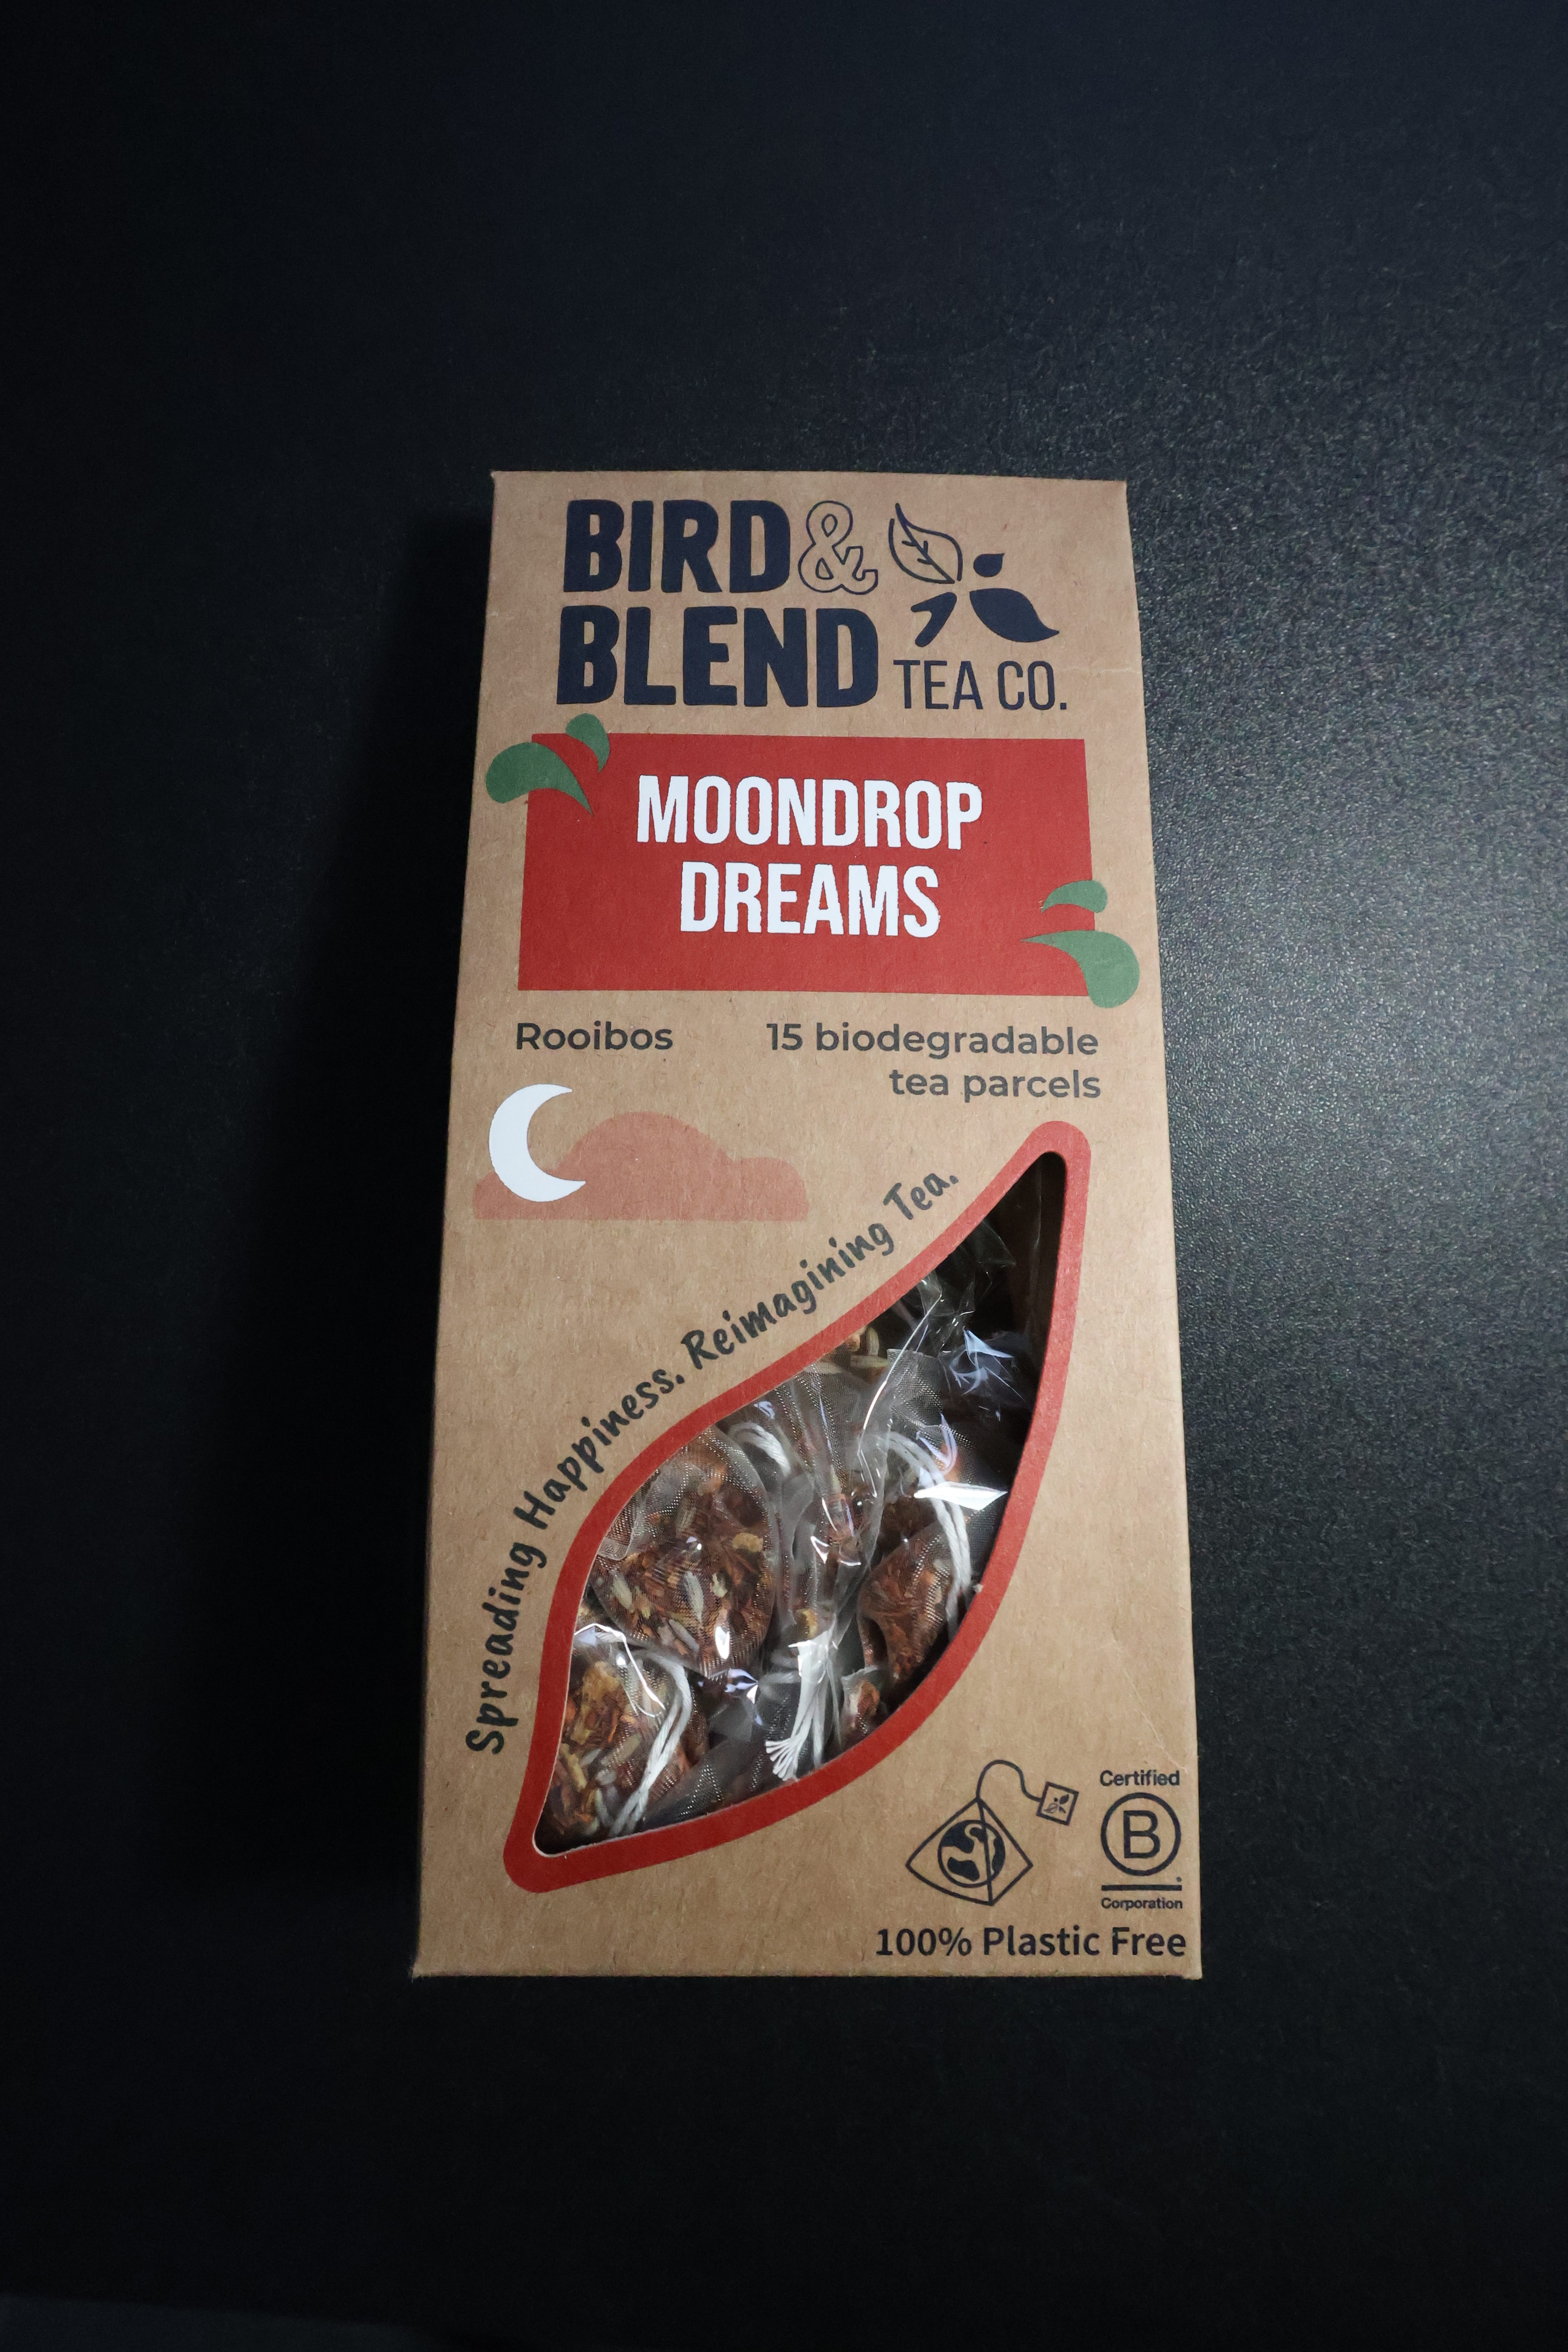 BIRD &
BLEND TEA CO.
MOONDROP
DREAMS
Rooibos
15 biodegradable
tea parcels
Spreading Happiness. Reimagining Tea.
Certified
B
Corporation
100% Plastic Free